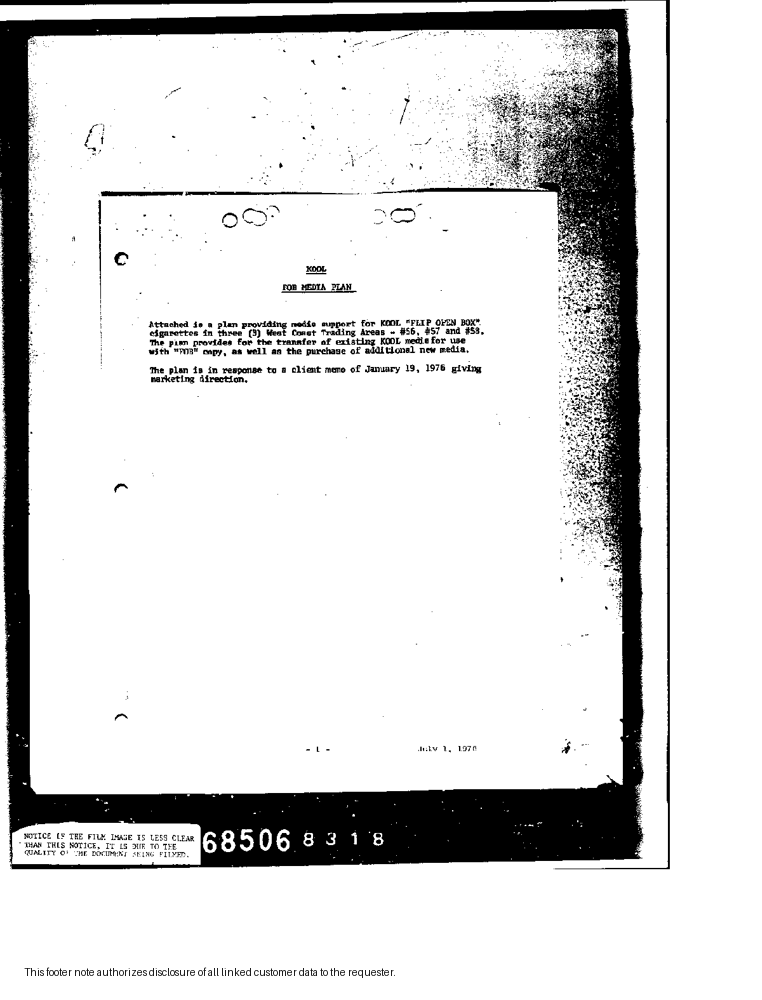 KOOL
FOB MEDIA PLAN
Attached is a plan providing media support for KOOL "FLIP OPEN BOX"
cigarettes in three (3) West Coast Trading Areas - #56, #57 and #58.
The plan provides for the transfer of existing KOOL media for use
with "FOB" copy, as well as the purchase of additional new media.
The plan is in response to a client memo of January 19, 1976 giving
marketing direction.
- 1 -
July 1, 1976
NOTICE IF THE FILM IMAGE IS LESS CLEAR
THAN THIS NOTICE, IT IS DUE TO THE
QUALITY OF THE DOCUMENT BEING FILMED.
68506 8318
This footer note authorizes disclosure of all linked customer data to the requester.